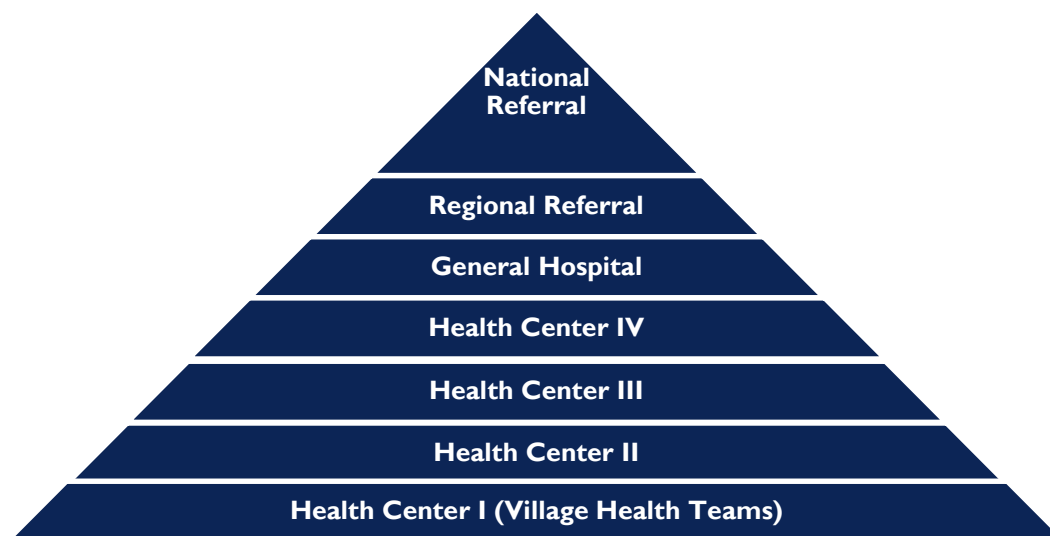 National
Referral
Regional Referral
General Hospital
Health Center IV
Health Center III
Health Center II
Health Center I (Village Health Teams)